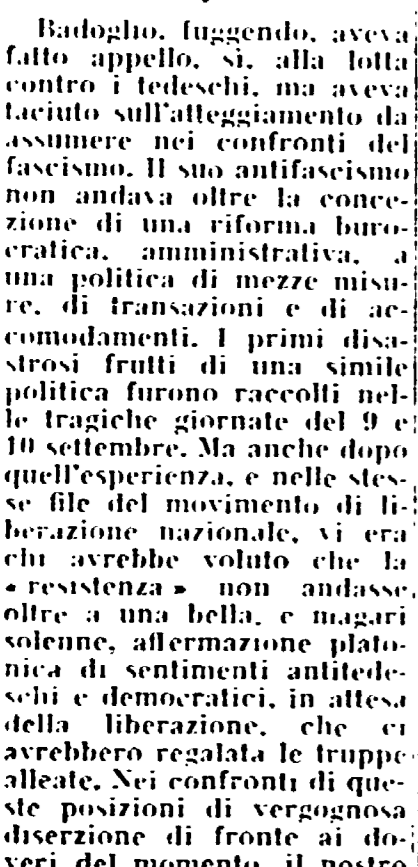 Badoglio, fuggendo, aveva
fatto appello, sì, alla lotta
contro i tedeschi, ma aveva
taciuto sull'atteggiamento da
assumere nei confronti del
fascismo. Il suo antifascismo
non andava oltre la conce-
zione di una riforma buro-
cratica, amministrativa, a
una politica di mezze misu-
re, di transazioni e di ac-
comodamenti. I primi disa-
strosi frutti di una simile
politica furono raccolti nel-
le tragiche giornate del 9 e
10 settembre. Ma anche dopo
quell'esperienza, e nelle stes-
se file del movimento di li-
berazione nazionale, vi era
chi avrebbe voluto che la
« resistenza » non andasse
oltre a una bella, e magari
solenne, affermazione plato-
nica di sentimenti antitede-
schi e democratici, in attesa
della liberazione, che ci
avrebbero regalata le truppe
alleate. Nei confronti di que-
ste posizioni di vergognosa
diserzione di fronte ai do-
veri del momento, il nostro